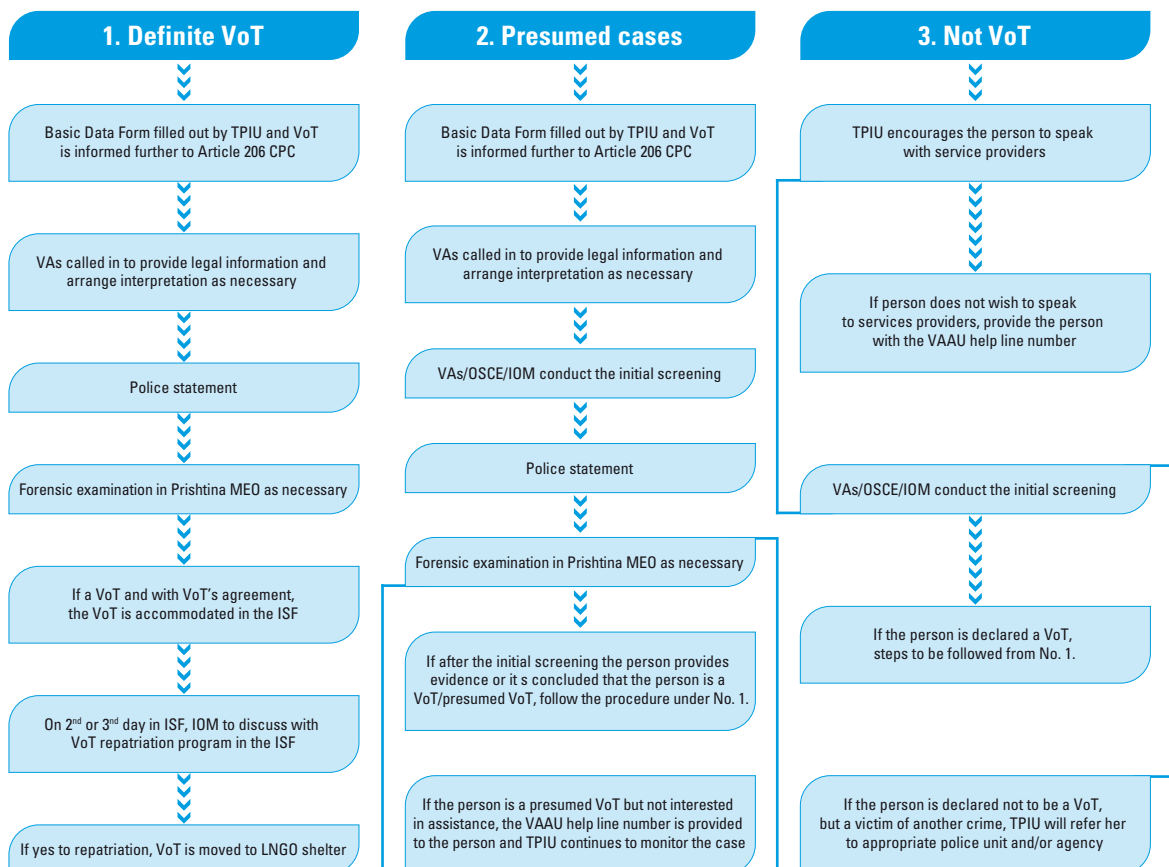 1. Definite VoT
Basic Data Form filled out by TPIU and VoT
is informed further to Article 206 CPC
VAs called in to provide legal information and
arrange interpretation as necessary
Police statement
Forensic examination in Prishtina MEO as necessary
If a VoT and with VoT's agreement,
the VoT is accommodated in the ISF
On 2nd or 3rd day in ISF, IOM to discuss with
VoT repatriation program in the ISF
If yes to repatriation, VoT is moved to LNGO shelter
2. Presumed cases
Basic Data Form filled out by TPIU and VoT
is informed further to Article 206 CPC
VAs called in to provide legal information and
arrange interpretation as necessary
VAs/OSCE/IOM conduct the initial screening
Police statement
Forensic examination in Prishtina MEO as necessary
If after the initial screening the person provides
evidence or it s concluded that the person is a
VoT/presumed VoT, follow the procedure under No. 1.
If the person is a presumed VoT but not interested
in assistance, the VAAU help line number is provided
to the person and TPIU continues to monitor the case
3. Not VoT
TPIU encourages the person to speak
with service providers
If person does not wish to speak
to services providers, provide the person
with the VAAU help line number
VAs/OSCE/IOM conduct the initial screening
If the person is declared a VoT,
steps to be followed from No. 1.
If the person is declared not to be a VoT,
but a victim of another crime, TPIU will refer her
to appropriate police unit and/or agency